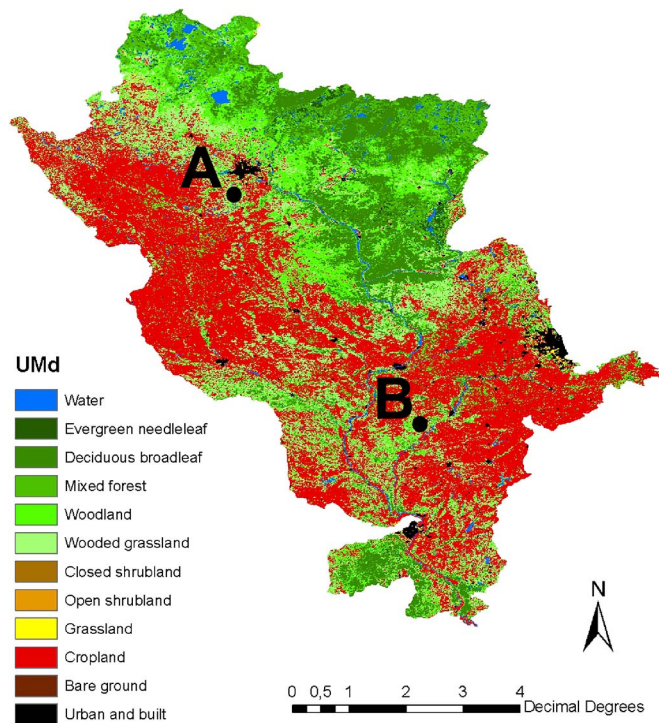 A
B
UMd
Water
Evergreen needleleaf
Deciduous broadleaf
Mixed forest
Woodland
Wooded grassland
Closed shrubland
Open shrubland
Grassland
Cropland
Bare ground
Urban and built
N
0 0,5 1 2 3 4
Decimal Degrees